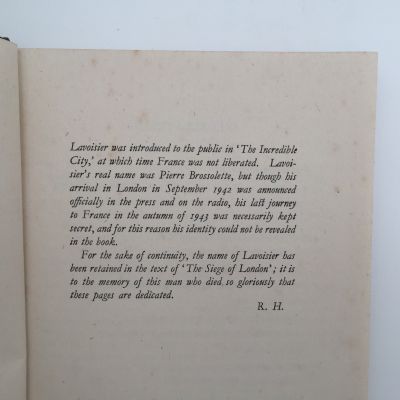 Lavoisier was introduced to the public in ‘The Incredible
City,’ at which time France was not liberated. Lavoi-
sier's real name was Pierre Brossolette, but though his
arrival in London in September 1942 was announced
officially in the press and on the radio, his last journey
to France in the autumn of 1943 was necessarily kept
secret, and for this reason his identity could not be revealed
in the book.
For the sake of continuity, the name of Lavoisier has
been retained in the text of ‘The Siege of London’; it is
to the memory of this man who died so gloriously that
these pages are dedicated.
R. H.